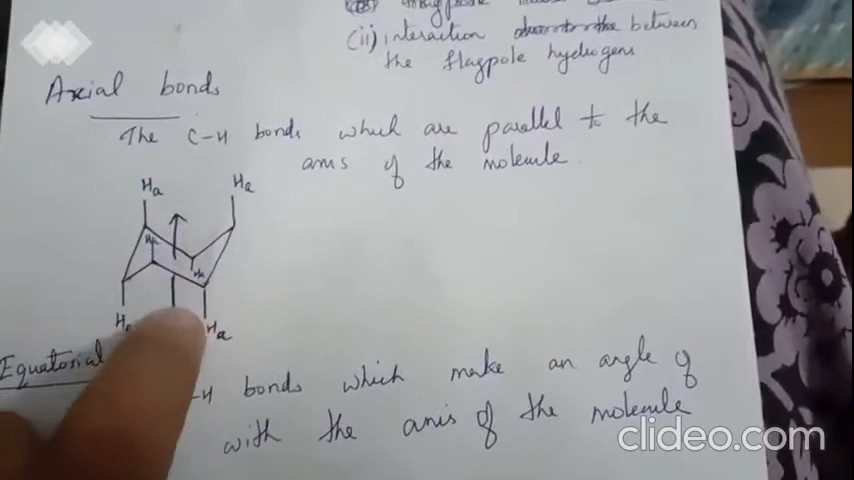 (ii) interaction between
the flagpole hydrogens
Axial bonds
The C-H bonds which are parallel to the
axis of the molecule.
Ha
Ha
Ha
Ha
H
Ha
Equatorial
-H bonds which make an angle of
with the axis of the molecule
clideo.com